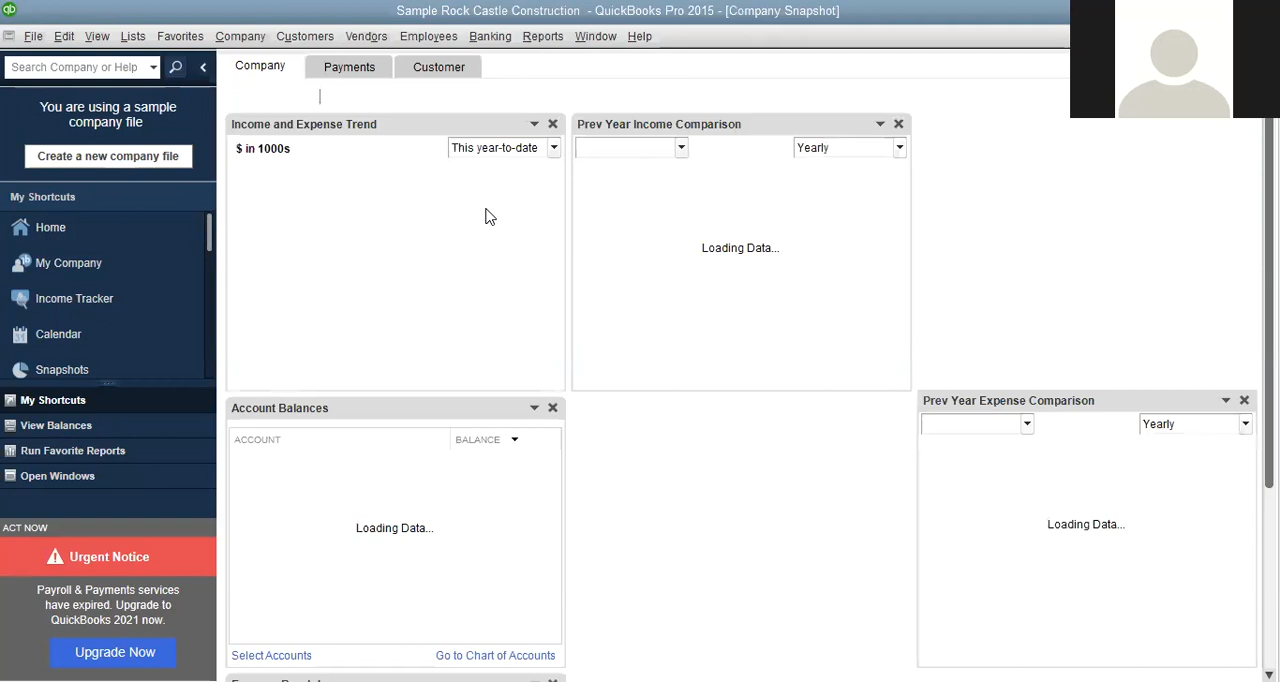 Sample Rock Castle Construction - QuickBooks Pro 2015 - [Company Snapshot]
File Edit View Lists Favorites Company Customers Vendors Employees Banking Reports Window Help
Search Company or Help
Company Payments Customer
You are using a sample
company file
Create a new company file
My Shortcuts
Home
My Company
Income Tracker
Calendar
Snapshots
My Shortcuts
View Balances
Run Favorite Reports
Open Windows
ACT NOW
Urgent Notice
Payroll & Payments services
have expired. Upgrade to
QuickBooks 2021 now.
Upgrade Now
Income and Expense Trend
$ in 1000s This year-to-date
Prev Year Income Comparison
Yearly
Loading Data...
Account Balances
ACCOUNT BALANCE
Loading Data...
Select Accounts Go to Chart of Accounts
Prev Year Expense Comparison
Yearly
Loading Data...